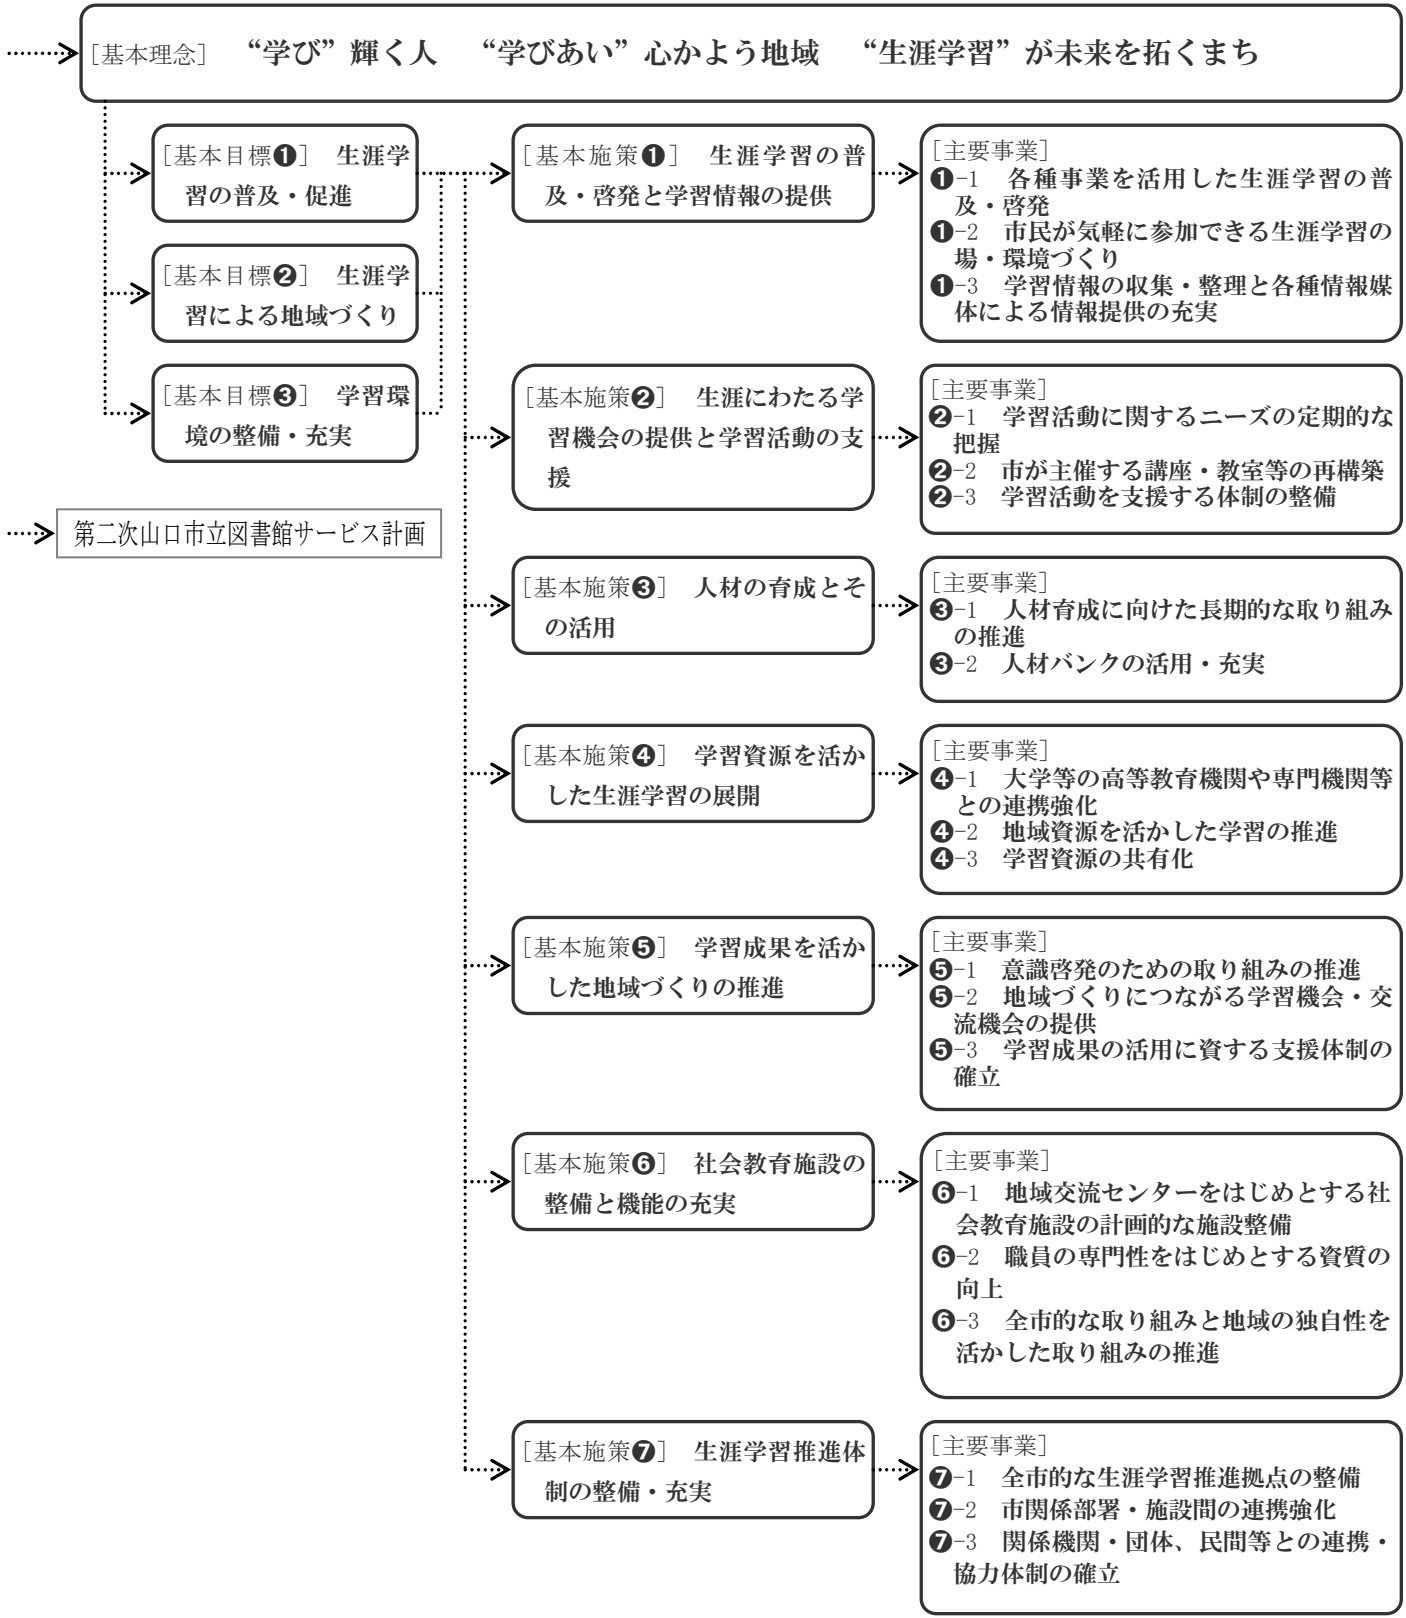 [基本理念]　“学び”輝く人　“学びあい”心かよう地域　“生涯学習”が未来を拓くまち
[基本目標❶]　生涯学
習の普及・促進
[基本目標❷]　生涯学
習による地域づくり
[基本目標❸]　学習環
境の整備・充実
第二次山口市立図書館サービス計画
[基本施策❶]　生涯学習の普
及・啓発と学習情報の提供
[主要事業]
❶-1　各種事業を活用した生涯学習の普
及・啓発
❶-2　市民が気軽に参加できる生涯学習の
場・環境づくり
❶-3　学習情報の収集・整理と各種情報媒
体による情報提供の充実
[基本施策❷]　生涯にわたる学
習機会の提供と学習活動の支
援
[主要事業]
❷-1　学習活動に関するニーズの定期的な
把握
❷-2　市が主催する講座・教室等の再構築
❷-3　学習活動を支援する体制の整備
[基本施策❸]　人材の育成とそ
の活用
[主要事業]
❸-1　人材育成に向けた長期的な取り組み
の推進
❸-2　人材バンクの活用・充実
[基本施策❹]　学習資源を活か
した生涯学習の展開
[主要事業]
❹-1　大学等の高等教育機関や専門機関等
との連携強化
❹-2　地域資源を活かした学習の推進
❹-3　学習資源の共有化
[基本施策❺]　学習成果を活か
した地域づくりの推進
[主要事業]
❺-1　意識啓発のための取り組みの推進
❺-2　地域づくりにつながる学習機会・交
流機会の提供
❺-3　学習成果の活用に資する支援体制の
確立
[基本施策❻]　社会教育施設の
整備と機能の充実
[主要事業]
❻-1　地域交流センターをはじめとする社
会教育施設の計画的な施設整備
❻-2　職員の専門性をはじめとする資質の
向上
❻-3　全市的な取り組みと地域の独自性を
活かした取り組みの推進
[基本施策❼]　生涯学習推進体
制の整備・充実
[主要事業]
❼-1　全市的な生涯学習推進拠点の整備
❼-2　市関係部署・施設間の連携強化
❼-3　関係機関・団体、民間等との連携・
協力体制の確立